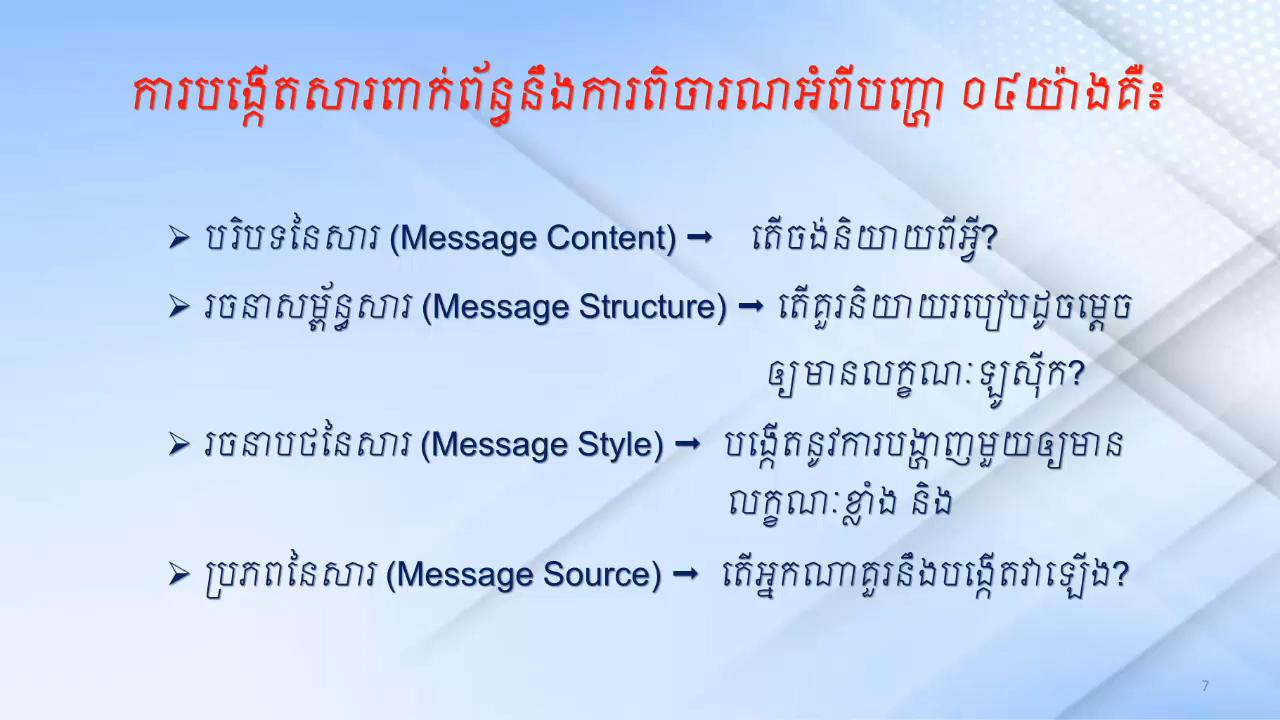 ការបង្កើតសារពាក់ព័ន្ធនឹងការពិចារណអំពីបញ្ហា ០៤យ៉ាងគឺ៖
➢ បរិបទនៃសារ (Message Content) ➞ តើចង់និយាយពីអ្វី?
➢ រចនាសម្ព័ន្ធសារ (Message Structure) ➞ តើគួរនិយាយរបៀបដូចម្តេច
ឲ្យមានលក្ខណៈឡូស៊ីក?
➢ រចនាបថនៃសារ (Message Style) ➞ បង្កើតនូវការបង្ហាញមួយឲ្យមាន
លក្ខណៈខ្លាំង និង
➢ ប្រភពនៃសារ (Message Source) ➞ តើអ្នកណាគួរនឹងបង្កើតវាឡើង?
7